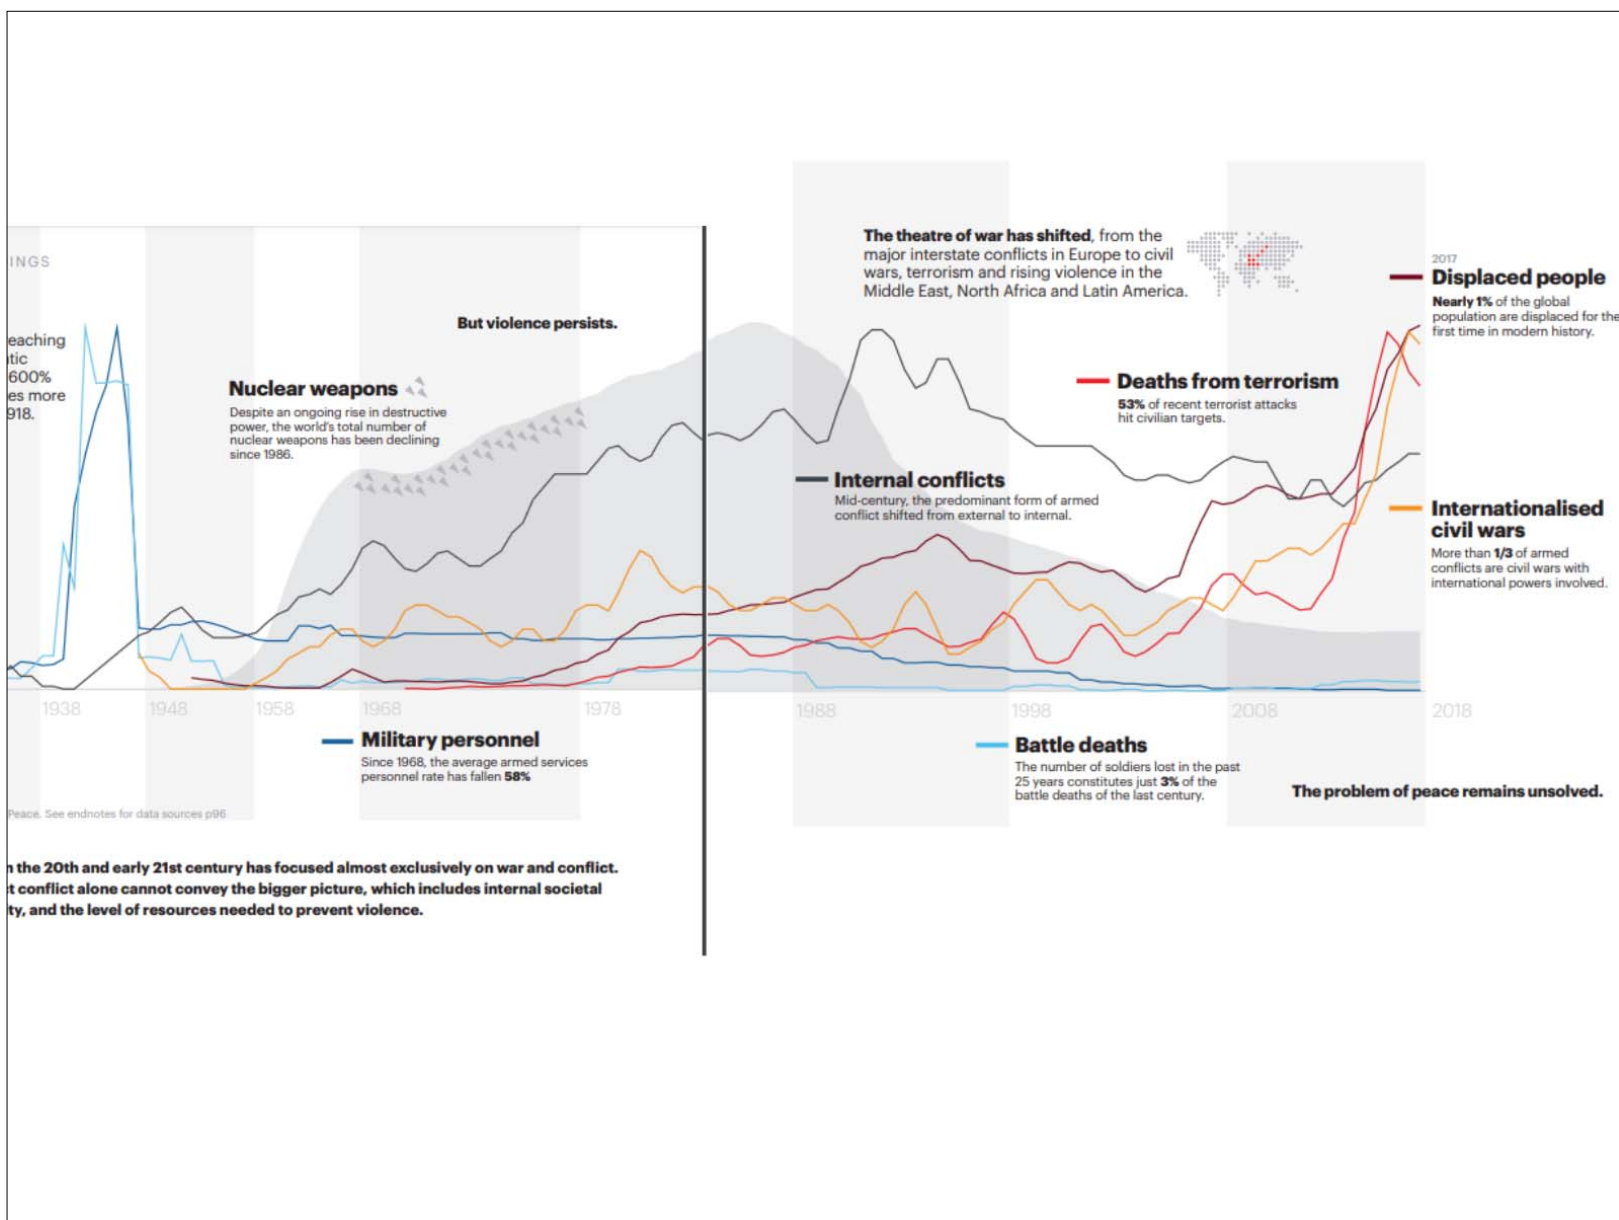 INGS
eaching
tic
600%
es more
918.
But violence persists.
Nuclear weapons
Despite an ongoing rise in destructive
power, the world's total number of
nuclear weapons has been declining
since 1986.
The theatre of war has shifted, from the
major interstate conflicts in Europe to civil
wars, terrorism and rising violence in the
Middle East, North Africa and Latin America.
2017
Displaced people
Nearly 1% of the global
population are displaced for the
first time in modern history.
Deaths from terrorism
53% of recent terrorist attacks
hit civilian targets.
Internal conflicts
Mid-century, the predominant form of armed
conflict shifted from external to internal.
Internationalised
civil wars
More than 1/3 of armed
conflicts are civil wars with
international powers involved.
1938 1948 1958 1968 1978 1988 1998 2008 2018
Military personnel
Since 1968, the average armed services
personnel rate has fallen 58%
Battle deaths
The number of soldiers lost in the past
25 years constitutes just 3% of the
battle deaths of the last century.
The problem of peace remains unsolved.
Peace. See endnotes for data sources p96
n the 20th and early 21st century has focused almost exclusively on war and conflict.
t conflict alone cannot convey the bigger picture, which includes internal societal
ty, and the level of resources needed to prevent violence.